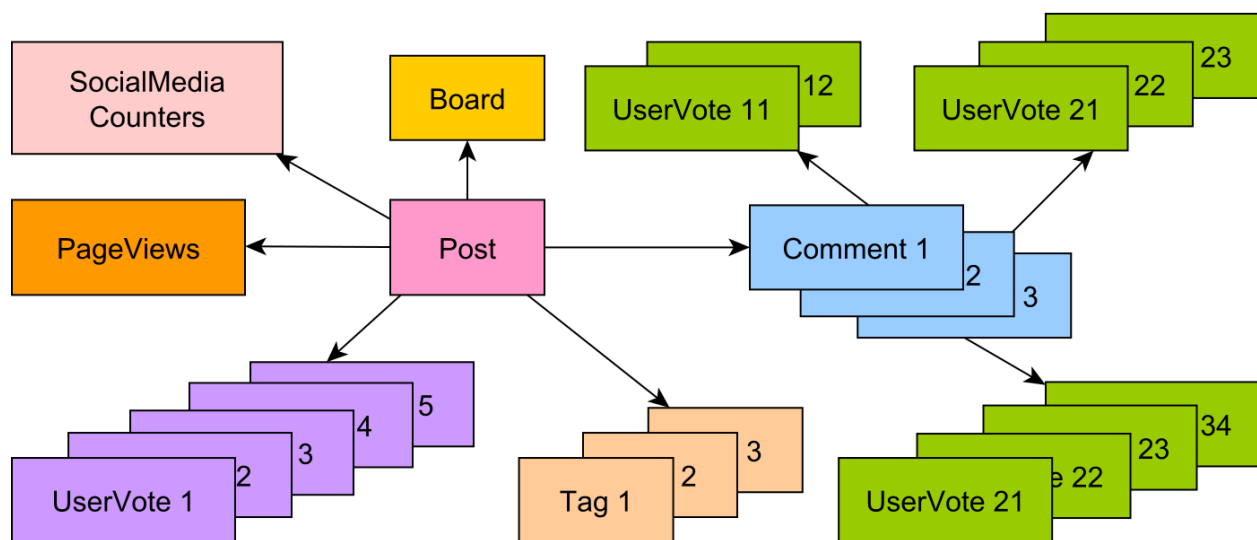 SocialMedia
Counters
Board
UserVote 11
12
UserVote 21
22
23
PageViews
Post
Comment 1
2
3
UserVote 1
2
3
4
5
Tag 1
2
3
UserVote 21
e 22
23
34